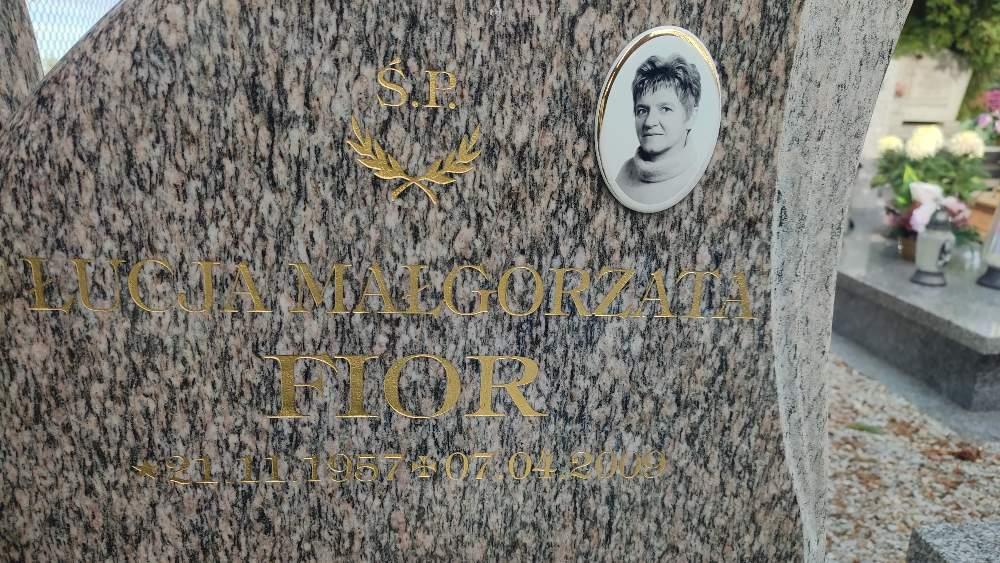 Ś.P.
ŁUCJA MAŁGORZATA
FIOR
*21.11.1957 ✝07.04.2009